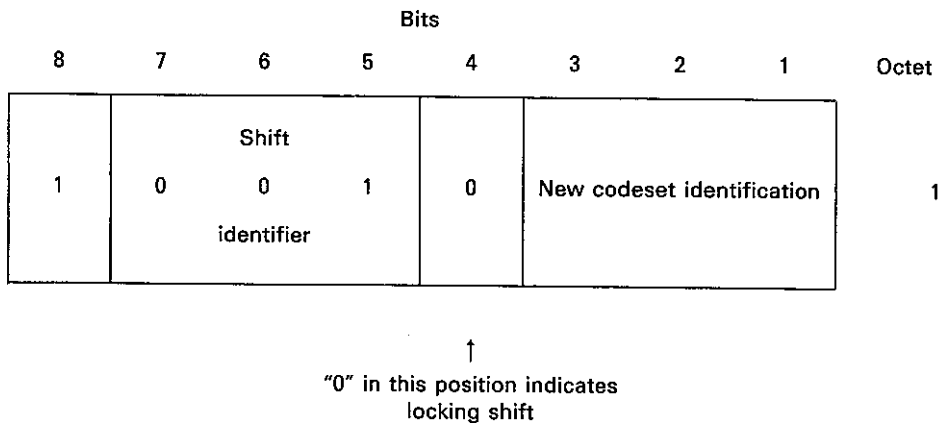 Bits
8 7 6 5 4 3 2 1 Octet
Shift
1 0 0 1 0 New codeset identification 1
identifier
↑
"0" in this position indicates
locking shift